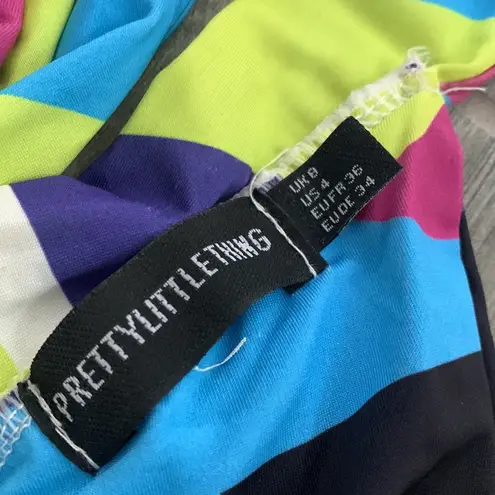 PRETTYLITTLETHING
UK 8
US 4
EU FR 36
EU DE 34